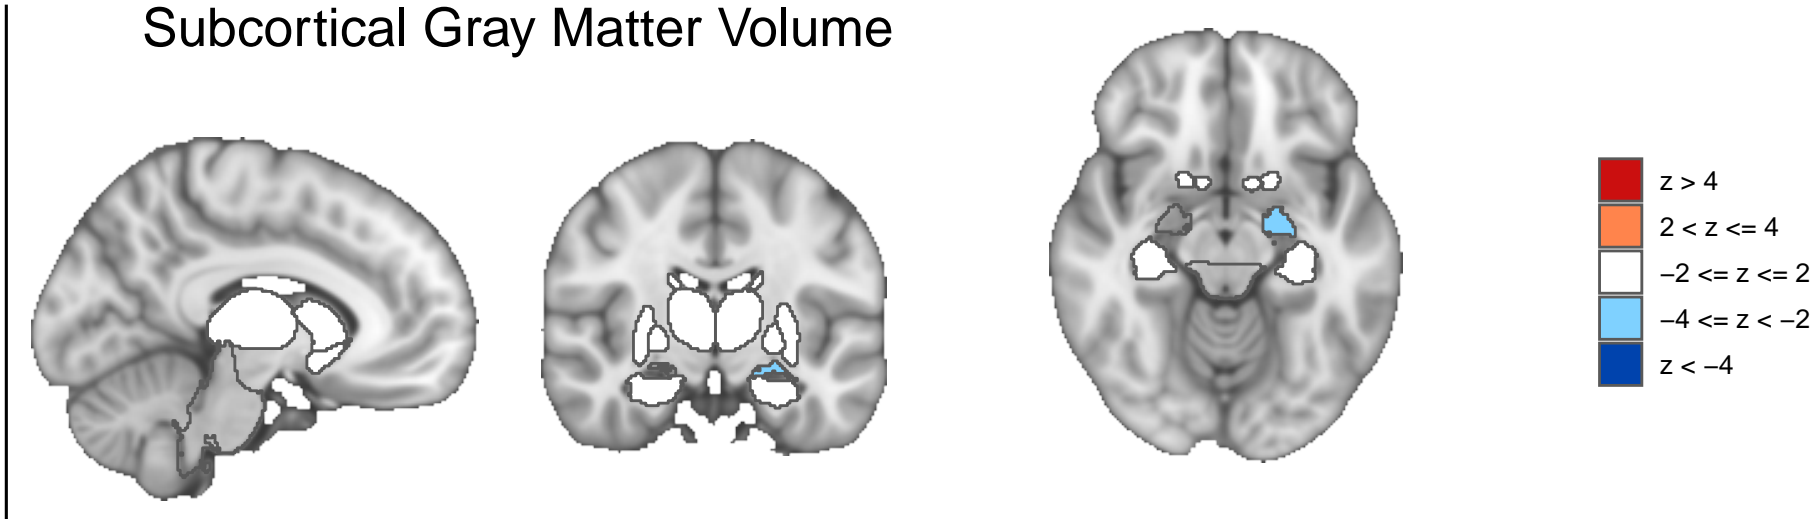 Subcortical Gray Matter Volume
z > 4
2 < z <= 4
−2 <= z <= 2
−4 <= z < −2
z < −4